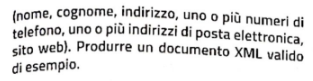 (nome, cognome, indirizzo, uno o più numeri di
telefono, uno o più indirizzi di posta elettronica,
sito web). Produrre un documento XML valido
di esempio.